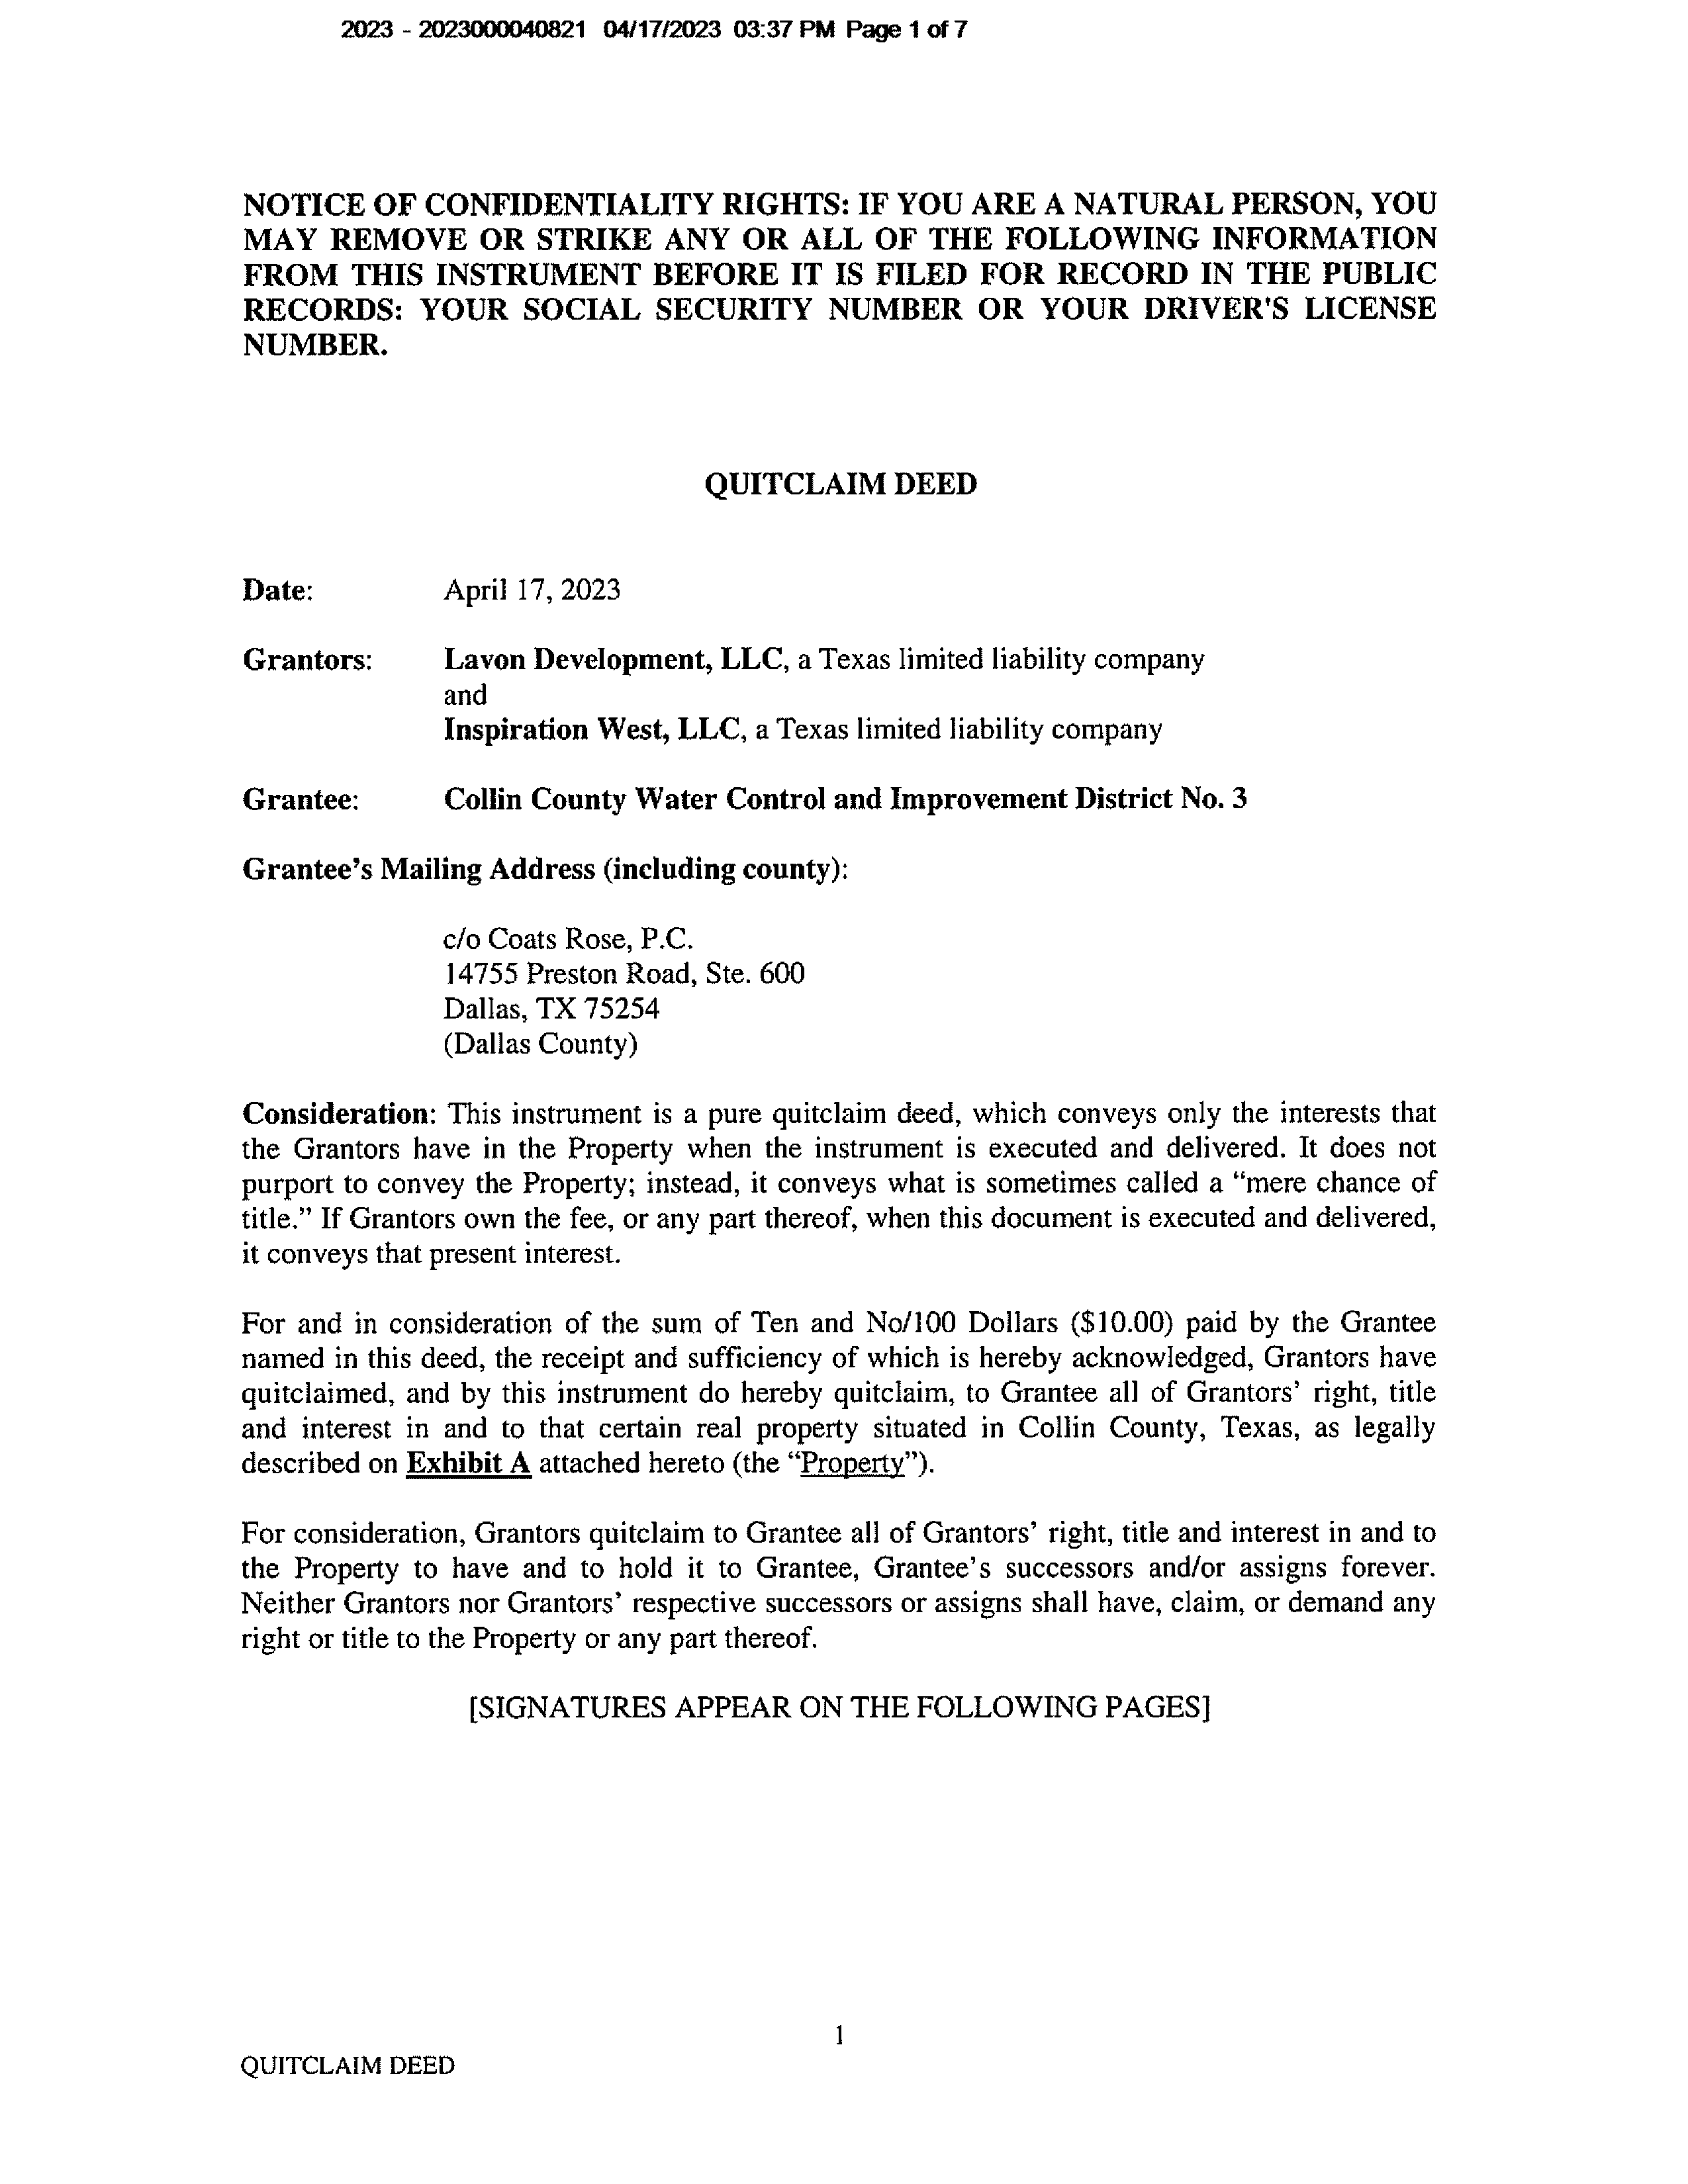 2023 - 2023000040821 04/17/2023 03:37 PM Page 1 of 7
NOTICE OF CONFIDENTIALITY RIGHTS: IF YOU ARE A NATURAL PERSON, YOU
MAY REMOVE OR STRIKE ANY OR ALL OF THE FOLLOWING INFORMATION
FROM THIS INSTRUMENT BEFORE IT IS FILED FOR RECORD IN THE PUBLIC
RECORDS: YOUR SOCIAL SECURITY NUMBER OR YOUR DRIVER'S LICENSE
NUMBER.
QUITCLAIM DEED
Date: April 17, 2023
Grantors: Lavon Development, LLC, a Texas limited liability company
and
Inspiration West, LLC, a Texas limited liability company
Grantee: Collin County Water Control and Improvement District No. 3
Grantee’s Mailing Address (including county):
c/o Coats Rose, P.C.
14755 Preston Road, Ste. 600
Dallas, TX 75254
(Dallas County)
Consideration: This instrument is a pure quitclaim deed, which conveys only the interests that
the Grantors have in the Property when the instrument is executed and delivered. It does not
purport to convey the Property; instead, it conveys what is sometimes called a “mere chance of
title.” If Grantors own the fee, or any part thereof, when this document is executed and delivered,
it conveys that present interest.
For and in consideration of the sum of Ten and No/100 Dollars ($10.00) paid by the Grantee
named in this deed, the receipt and sufficiency of which is hereby acknowledged, Grantors have
quitclaimed, and by this instrument do hereby quitclaim, to Grantee all of Grantors’ right, title
and interest in and to that certain real property situated in Collin County, Texas, as legally
described on Exhibit A attached hereto (the “Property”).
For consideration, Grantors quitclaim to Grantee all of Grantors’ right, title and interest in and to
the Property to have and to hold it to Grantee, Grantee’s successors and/or assigns forever.
Neither Grantors nor Grantors’ respective successors or assigns shall have, claim, or demand any
right or title to the Property or any part thereof.
[SIGNATURES APPEAR ON THE FOLLOWING PAGES]
1
QUITCLAIM DEED